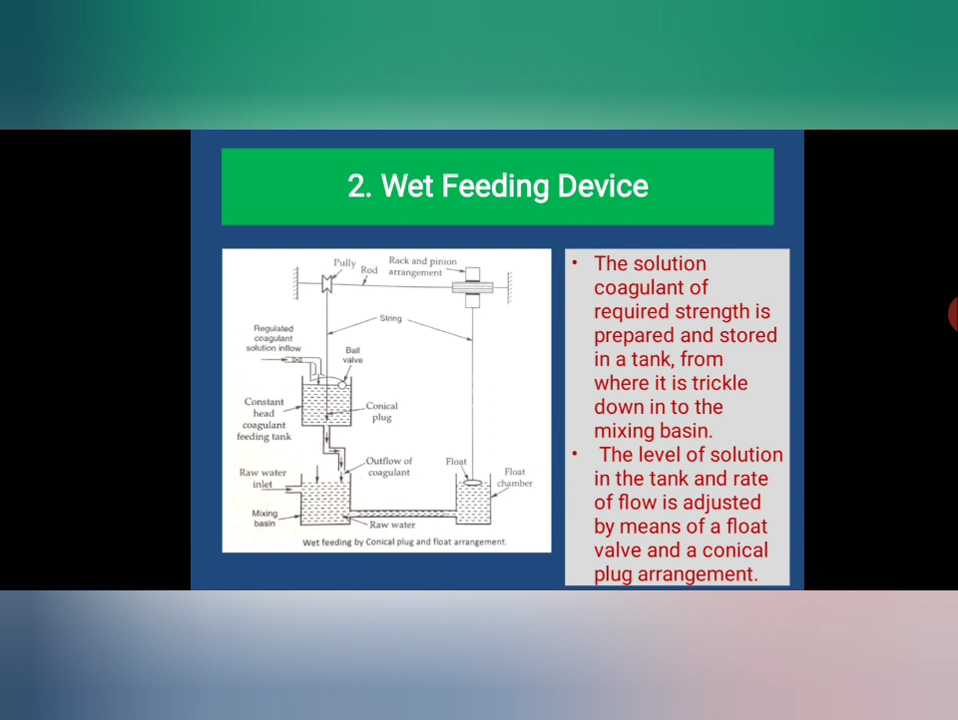 2. Wet Feeding Device
Pully
Rod
Rack and pinion
arrangement
String
Regulated
coagulant
solution inflow
Ball
valve
Constant
head
coagulant
feeding tank
Conical
plug
Raw water
inlet
Outflow of
coagulant
Float
Float
chamber
Mixing
basin
Raw water
Wet feeding by Conical plug and float arrangement.
• The solution
coagulant of
required strength is
prepared and stored
in a tank, from
where it is trickle
down in to the
mixing basin.
• The level of solution
in the tank and rate
of flow is adjusted
by means of a float
valve and a conical
plug arrangement.